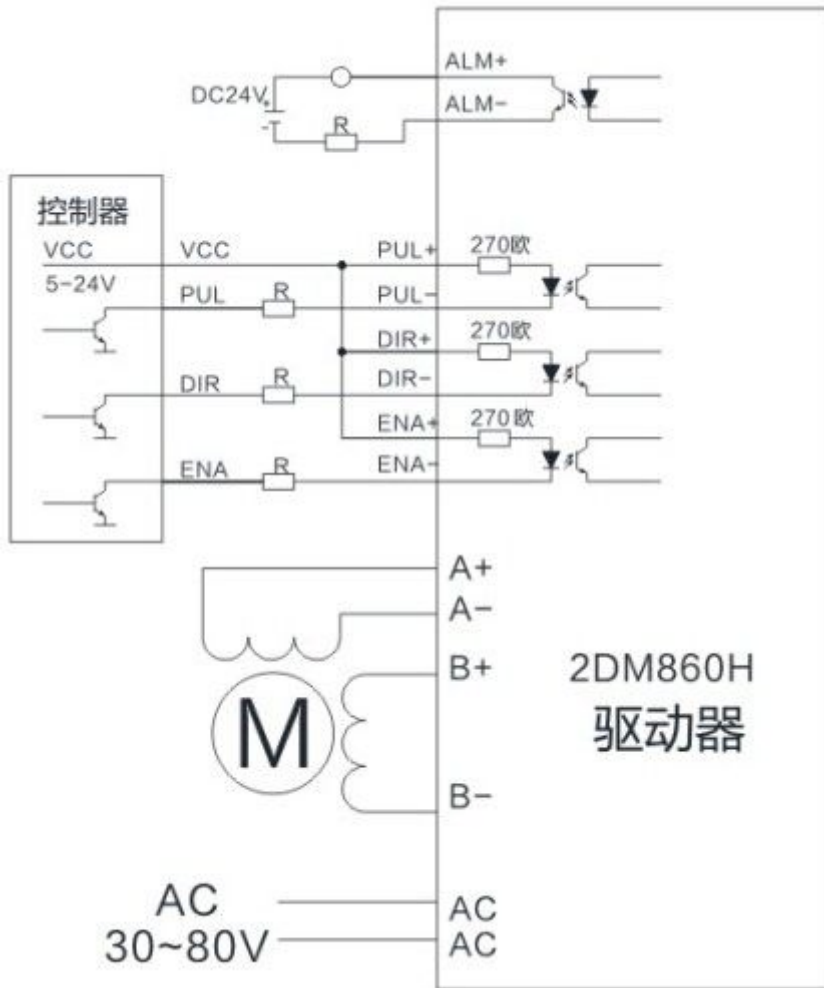 ALM+
DC24V
+
-
R
ALM-
控制器
VCC
5-24V
VCC
PUL+
270欧
PUL
R
PUL-
DIR+
270欧
DIR
R
DIR-
ENA+
270欧
ENA
R
ENA-
A+
A-
B+
M
2DM860H
驱动器
B-
AC
30~80V
AC
AC